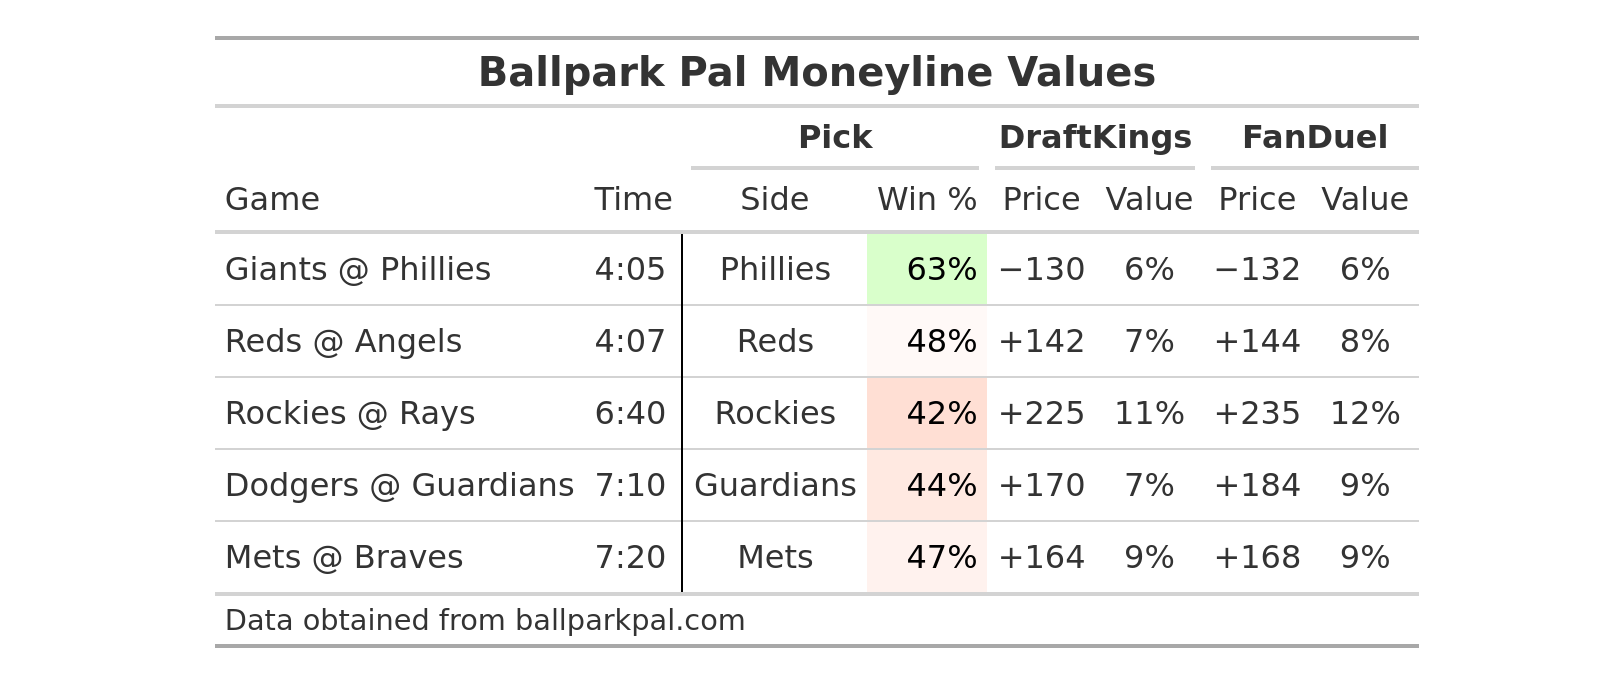 Ballpark Pal Moneyline Values
Pick DraftKings FanDuel
Game Time Side Win % Price Value Price Value
Giants @ Phillies 4:05 Phillies 63% −130 6% −132 6%
Reds @ Angels 4:07 Reds 48% +142 7% +144 8%
Rockies @ Rays 6:40 Rockies 42% +225 11% +235 12%
Dodgers @ Guardians 7:10 Guardians 44% +170 7% +184 9%
Mets @ Braves 7:20 Mets 47% +164 9% +168 9%
Data obtained from ballparkpal.com